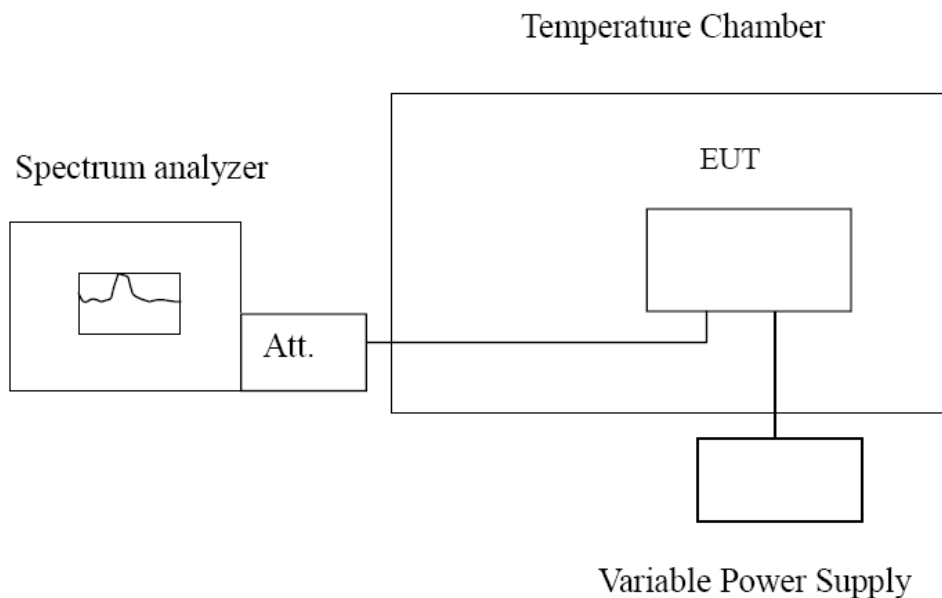 Temperature Chamber
Spectrum analyzer
EUT
Att.
Variable Power Supply